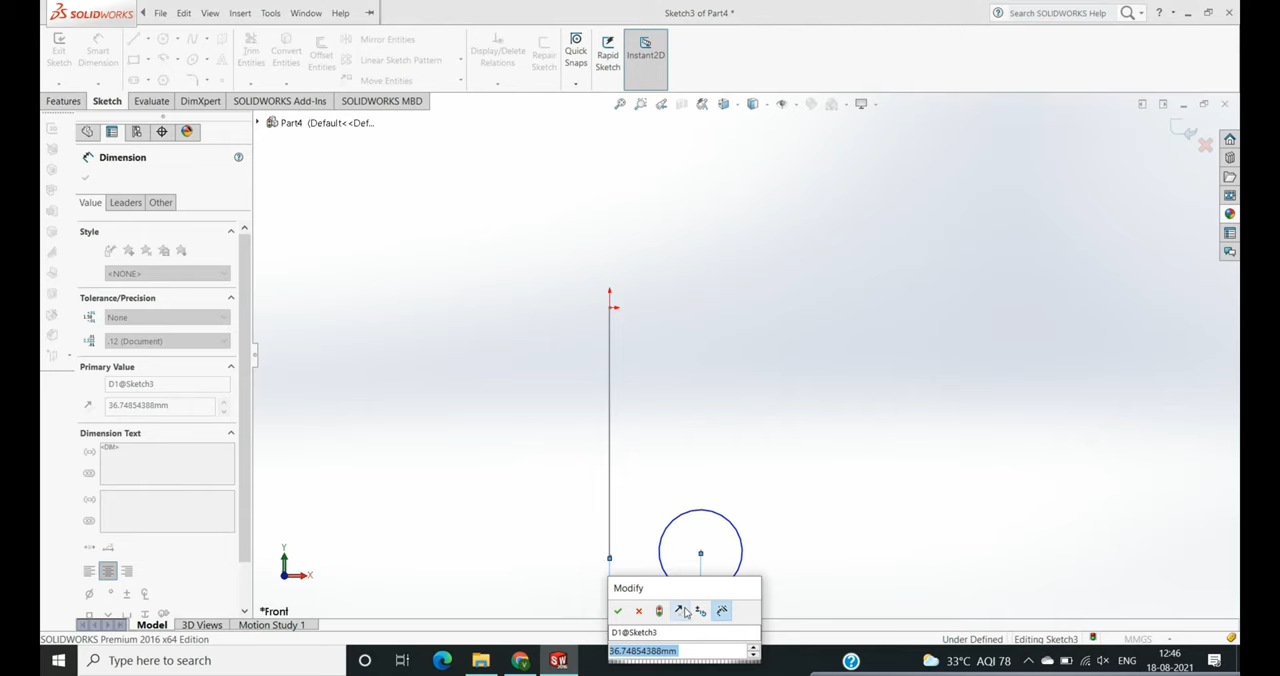 SOLIDWORKS File Edit View Insert Tools Window Help Sketch3 of Part4 * Search SOLIDWORKS Help
Exit Sketch Smart Dimension Trim Entities Convert Entities Offset Entities Mirror Entities Linear Sketch Pattern Move Entities Display/Delete Relations Repair Sketch Quick Snaps Rapid Sketch Instant2D
Features Sketch Evaluate DimXpert SOLIDWORKS Add-Ins SOLIDWORKS MBD
Part4 (Default<<Def...
Dimension
Value Leaders Other
Style
<NONE>
Tolerance/Precision
None
.12 (Document)
Primary Value
D1@Sketch3
36.74854388mm
Dimension Text
<DIM>
Y
X
*Front
Modify
D1@Sketch3
36.74854388mm
Model 3D Views Motion Study 1
SOLIDWORKS Premium 2016 x64 Edition Under Defined Editing Sketch3 MMGS
Type here to search 33°C AQI 78 ENG 12:46 18-08-2021